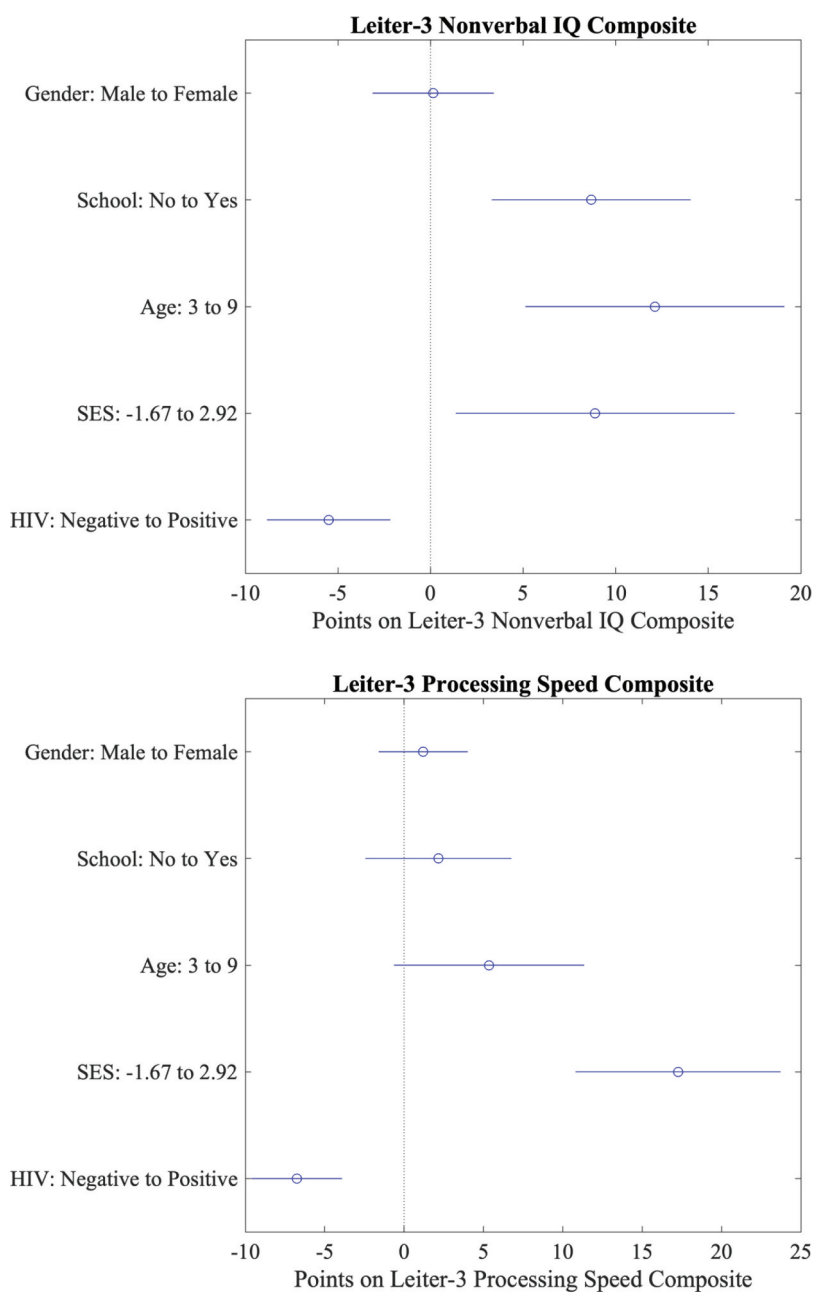 Leiter-3 Nonverbal IQ Composite
Gender: Male to Female
School: No to Yes
Age: 3 to 9
SES: -1.67 to 2.92
HIV: Negative to Positive
-10 -5 0 5 10 15 20
Points on Leiter-3 Nonverbal IQ Composite
Leiter-3 Processing Speed Composite
Gender: Male to Female
School: No to Yes
Age: 3 to 9
SES: -1.67 to 2.92
HIV: Negative to Positive
-10 -5 0 5 10 15 20 25
Points on Leiter-3 Processing Speed Composite